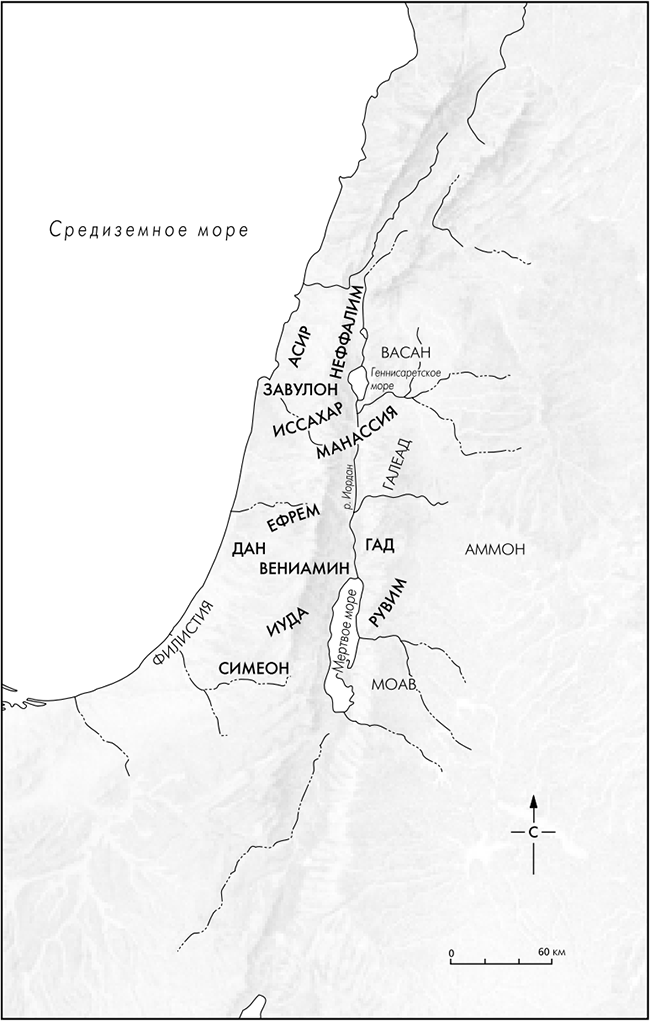 Средиземное море
НЕФФАЛИМ
АСИР
ВАСАН
Геннисаретское
море
ЗАВУЛОН
ИССАХАР
МАНАССИЯ
ГАЛЕАД
р. Иордан
ЕФРЕМ
ДАН
ГАД
АММОН
ВЕНИАМИН
РУВИМ
ИУДА
ФИЛИСТИЯ
Мертвое море
СИМЕОН
МОАВ
С
0
60 км